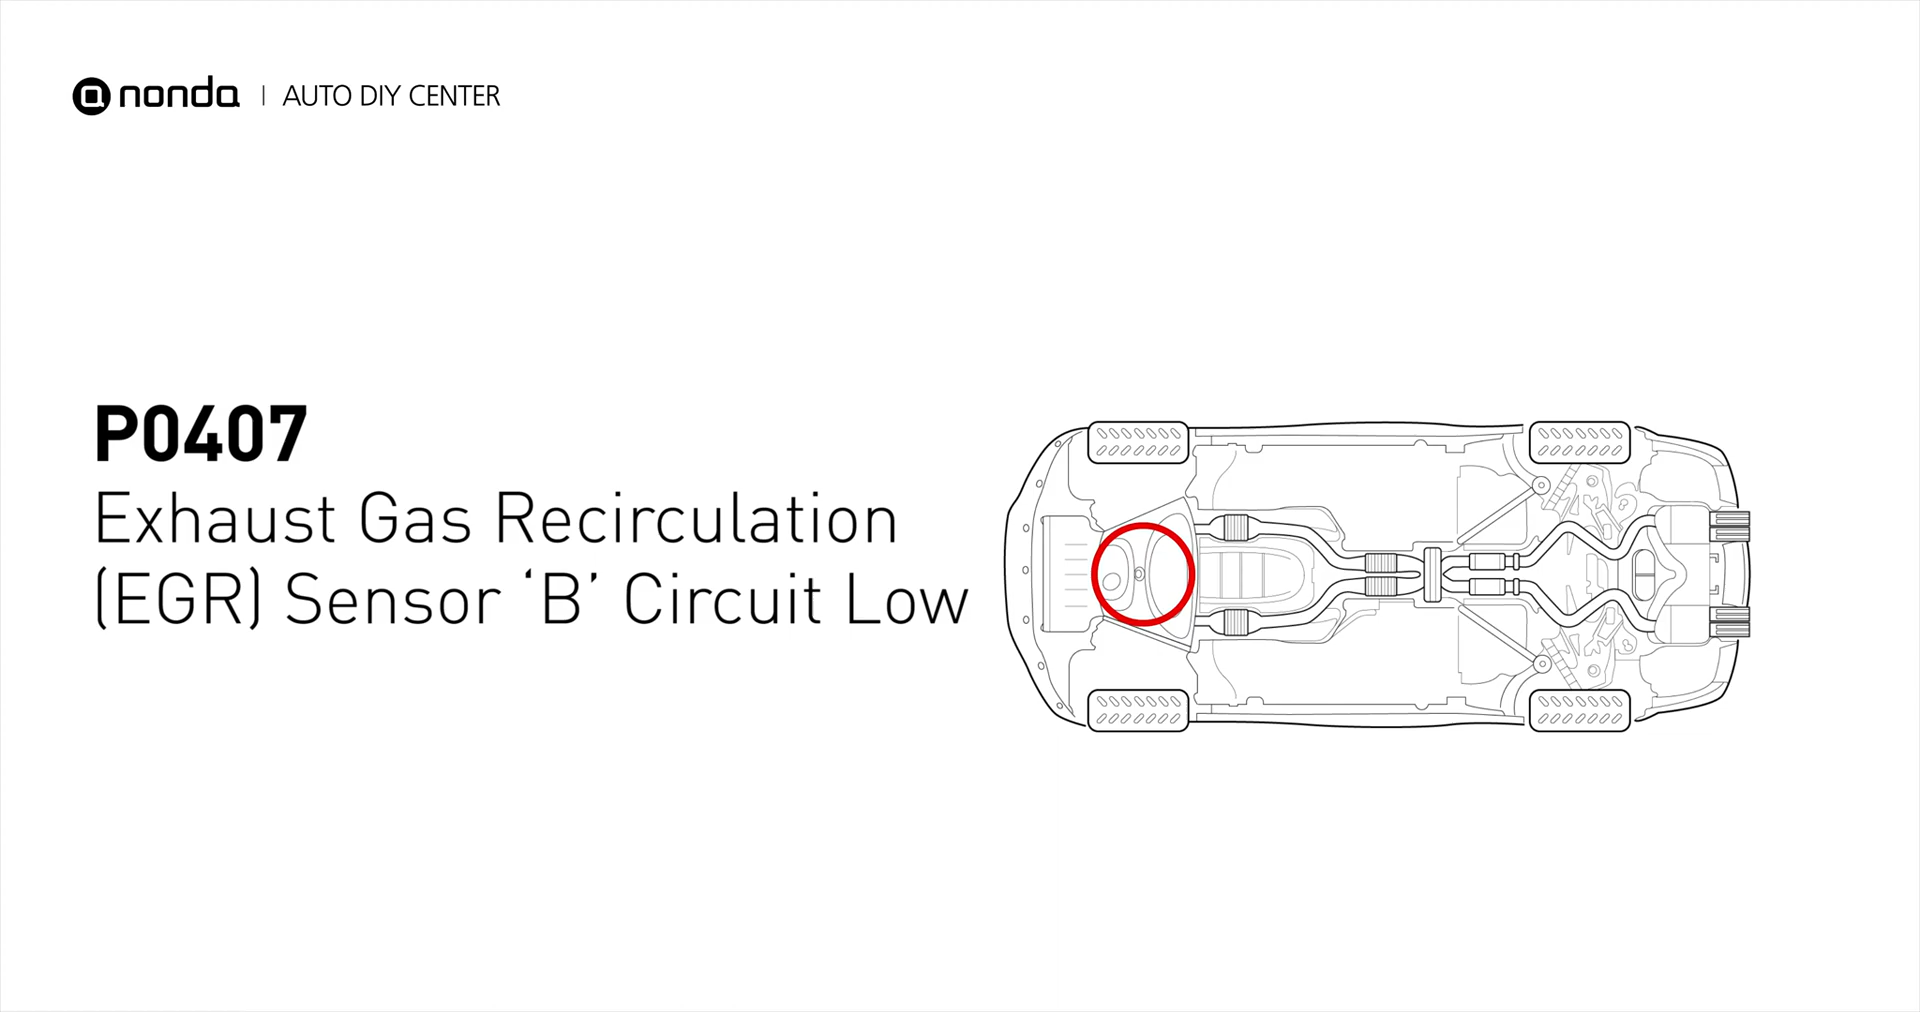 nonda | AUTO DIY CENTER
P0407
Exhaust Gas Recirculation
(EGR) Sensor ‘B’ Circuit Low